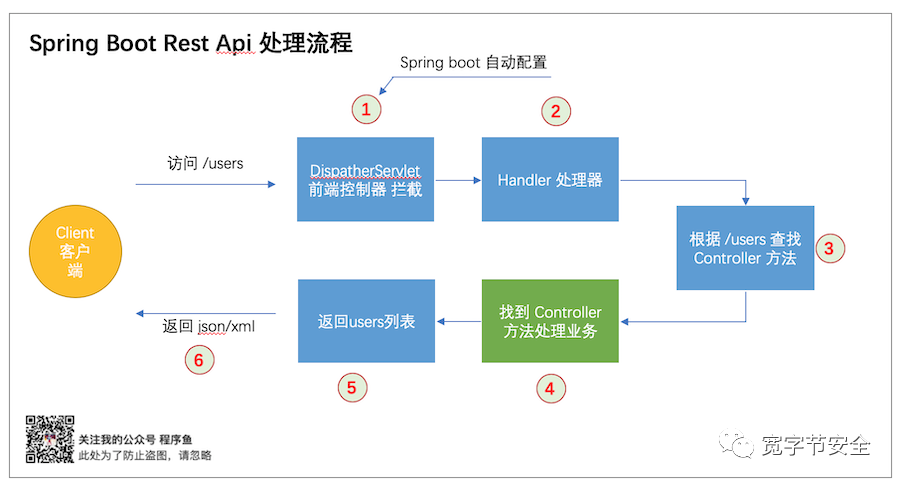 Spring Boot Rest Api 处理流程
Spring boot 自动配置
1
2
访问 /users
DispatherServlet
前端控制器 拦截
Handler 处理器
Client
客户
端
根据 /users 查找
Controller 方法
3
返回 json/xml
6
返回users列表
5
找到 Controller
方法处理业务
4
关注我的公众号 程序鱼
此处为了防止盗图，请忽略
宽字节安全